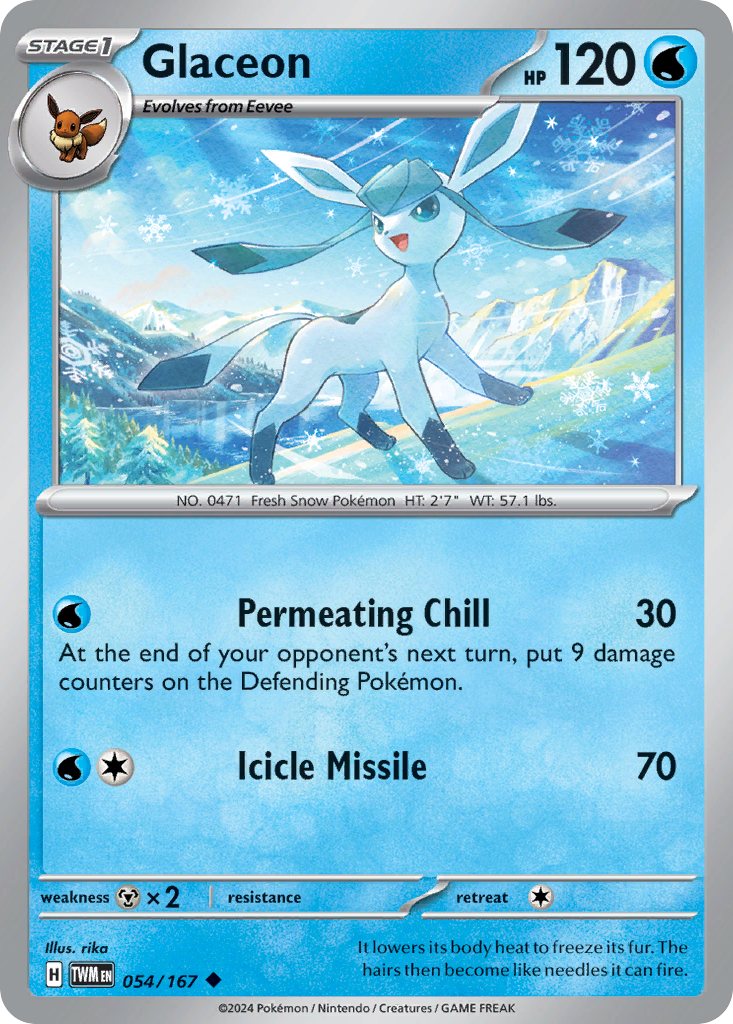 STAGE1
Glaceon
HP 120
Evolves from Eevee
NO. 0471 Fresh Snow Pokémon HT: 2'7" WT: 57.1 lbs.
Permeating Chill 30
At the end of your opponent's next turn, put 9 damage
counters on the Defending Pokémon.
Icicle Missile 70
weakness ×2 resistance retreat
Illus. rika
It lowers its body heat to freeze its fur. The
hairs then become like needles it can fire.
H TWM EN 054/167
©2024 Pokémon / Nintendo / Creatures / GAME FREAK